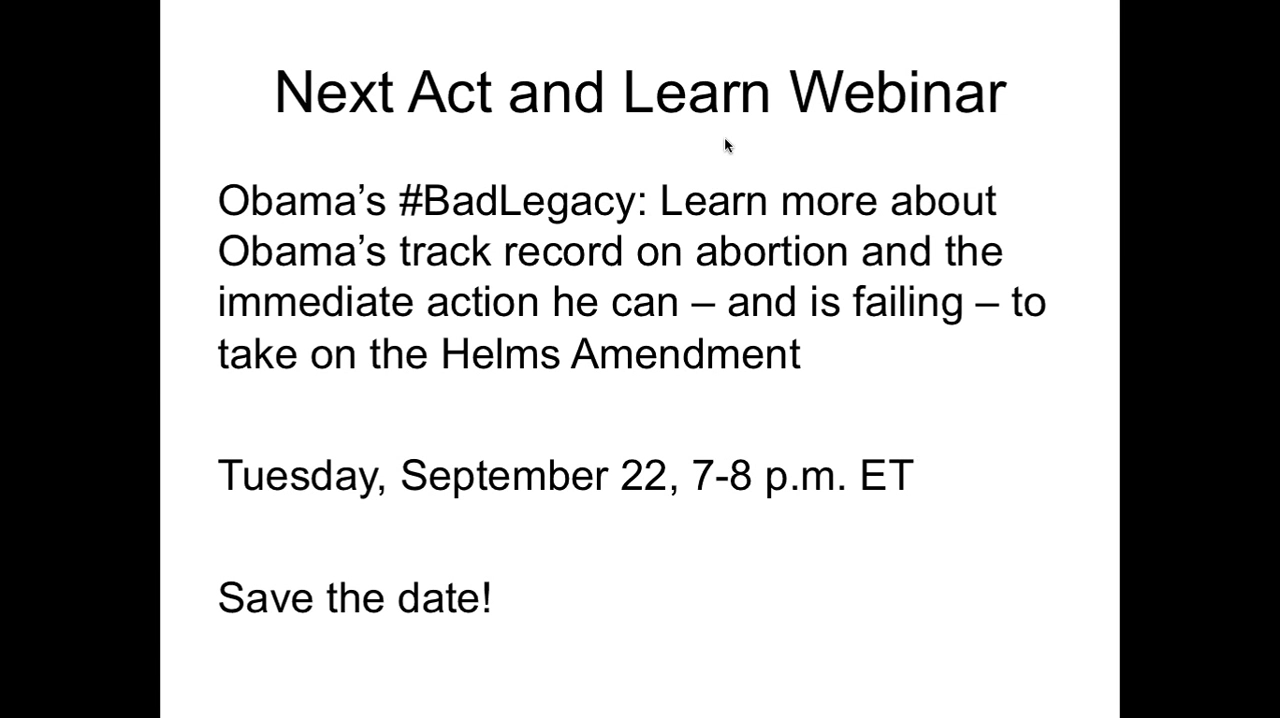 Next Act and Learn Webinar
Obama’s #BadLegacy: Learn more about
Obama’s track record on abortion and the
immediate action he can – and is failing – to
take on the Helms Amendment
Tuesday, September 22, 7-8 p.m. ET
Save the date!